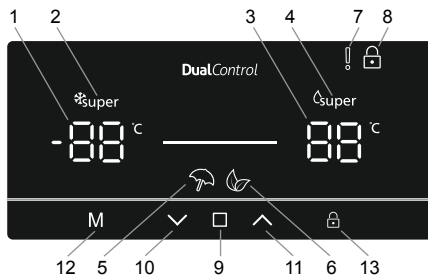 1 2 3 4 7 8
DualControl
super super
-88 °C 88 °C
M
12 5 10 9 11 6 13